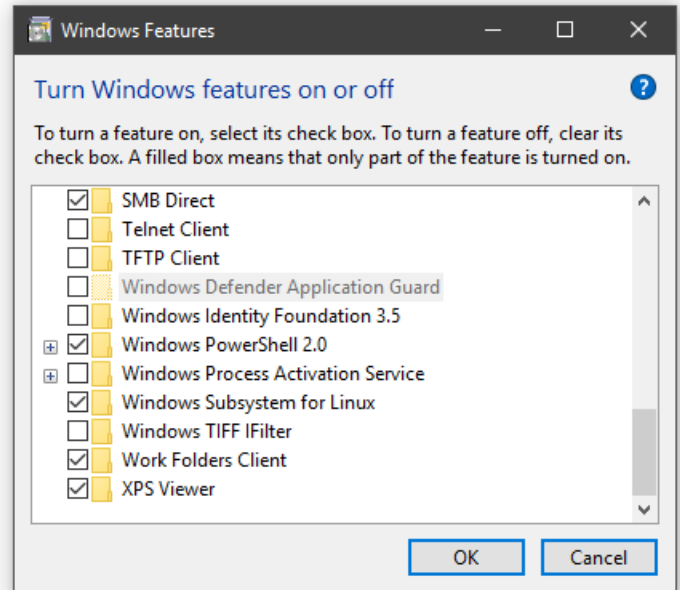 Windows Features
Turn Windows features on or off
To turn a feature on, select its check box. To turn a feature off, clear its
check box. A filled box means that only part of the feature is turned on.
SMB Direct
Telnet Client
TFTP Client
Windows Defender Application Guard
Windows Identity Foundation 3.5
Windows PowerShell 2.0
Windows Process Activation Service
Windows Subsystem for Linux
Windows TIFF IFilter
Work Folders Client
XPS Viewer
OK
Cancel